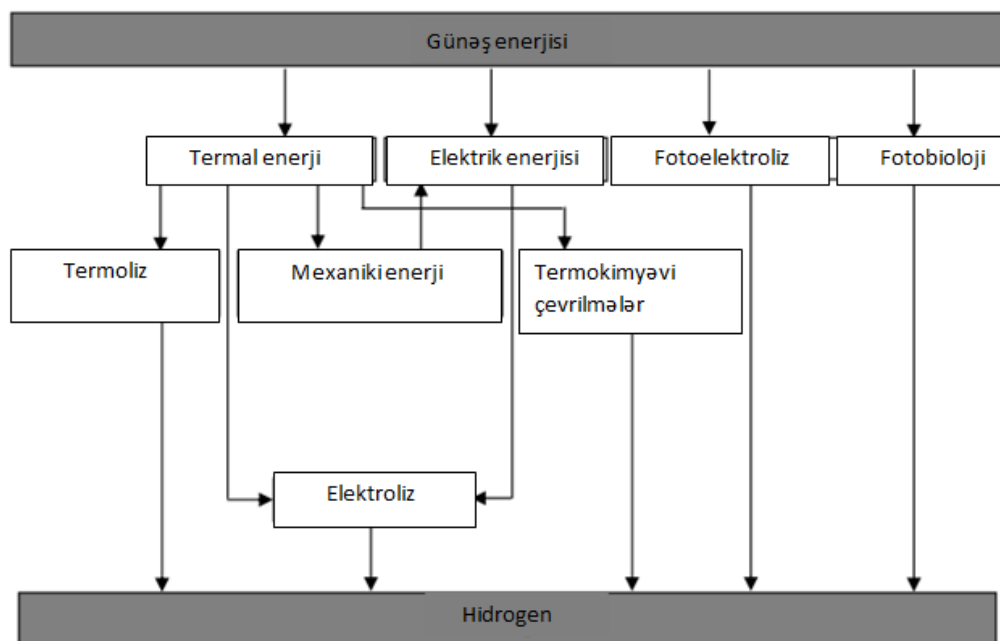 Günəş enerjisi
Termal enerji
Elektrik enerjisi
Fotoelektroliz
Fotobioloji
Termoliz
Mexaniki enerji
Termokimyəvi
çevrilmələr
Elektroliz
Hidrogen